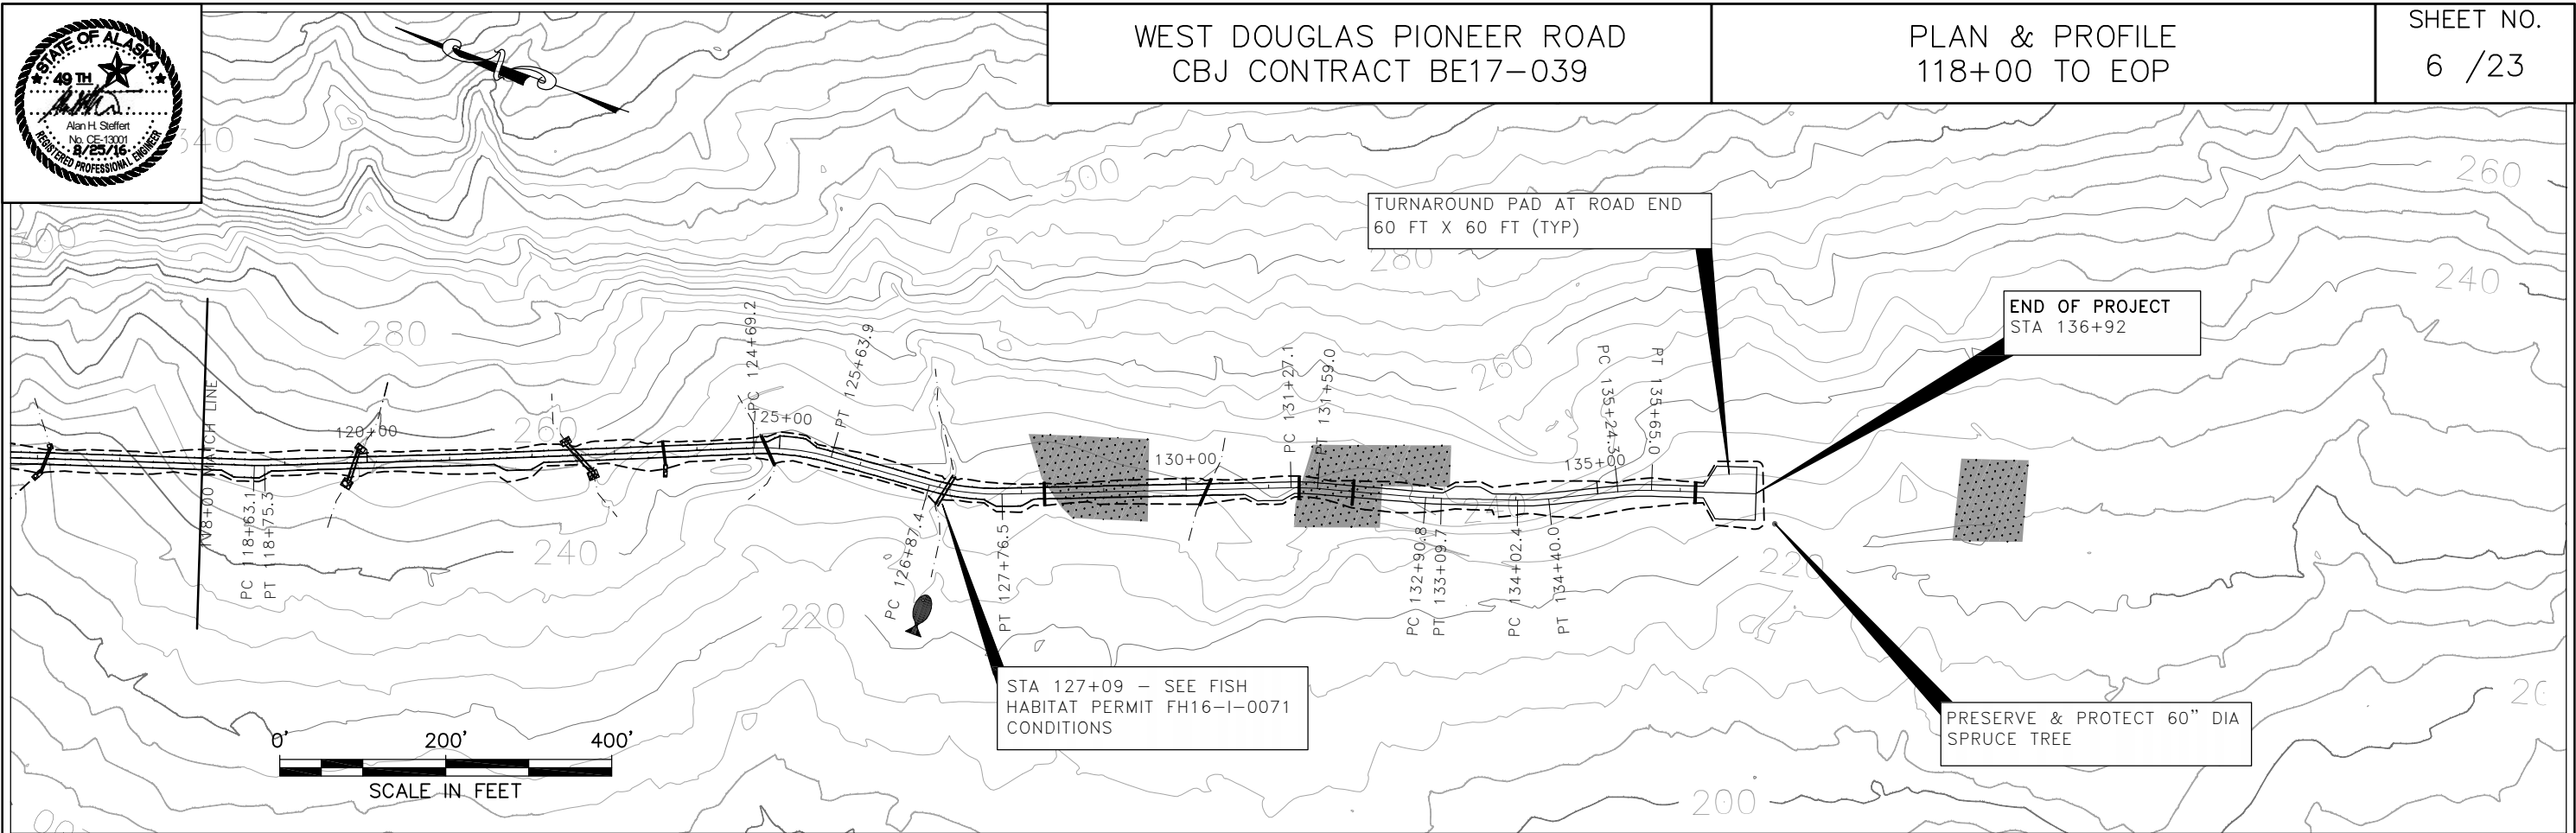 STATE OF ALASKA
49 TH
Alan H. Steffert
No. CE-13001
8/25/16
REGISTERED PROFESSIONAL ENGINEER
WEST DOUGLAS PIONEER ROAD
CBJ CONTRACT BE17-039
PLAN & PROFILE
118+00 TO EOP
SHEET NO.
6 /23
340
300
260
300
TURNAROUND PAD AT ROAD END
60 FT X 60 FT (TYP)
280
240
END OF PROJECT
STA 136+92
280
118+00 MACH LINE
PC 118+63.1
PT 118+75.3
120+00
260
PC 124+69.2
125+00
PT 125+63.9
PC 126+87.4
PT 127+76.5
130+00
PC 131+27.1
PT 131+59.0
260
PC 132+90.8
PT 133+09.7
240
PC 134+02.4
PT 134+40.0
135+00
PC 135+24.3
PT 135+65.0
240
220
220
STA 127+09 – SEE FISH
HABITAT PERMIT FH16-I-0071
CONDITIONS
PRESERVE & PROTECT 60” DIA
SPRUCE TREE
0' 200' 400'
SCALE IN FEET
200